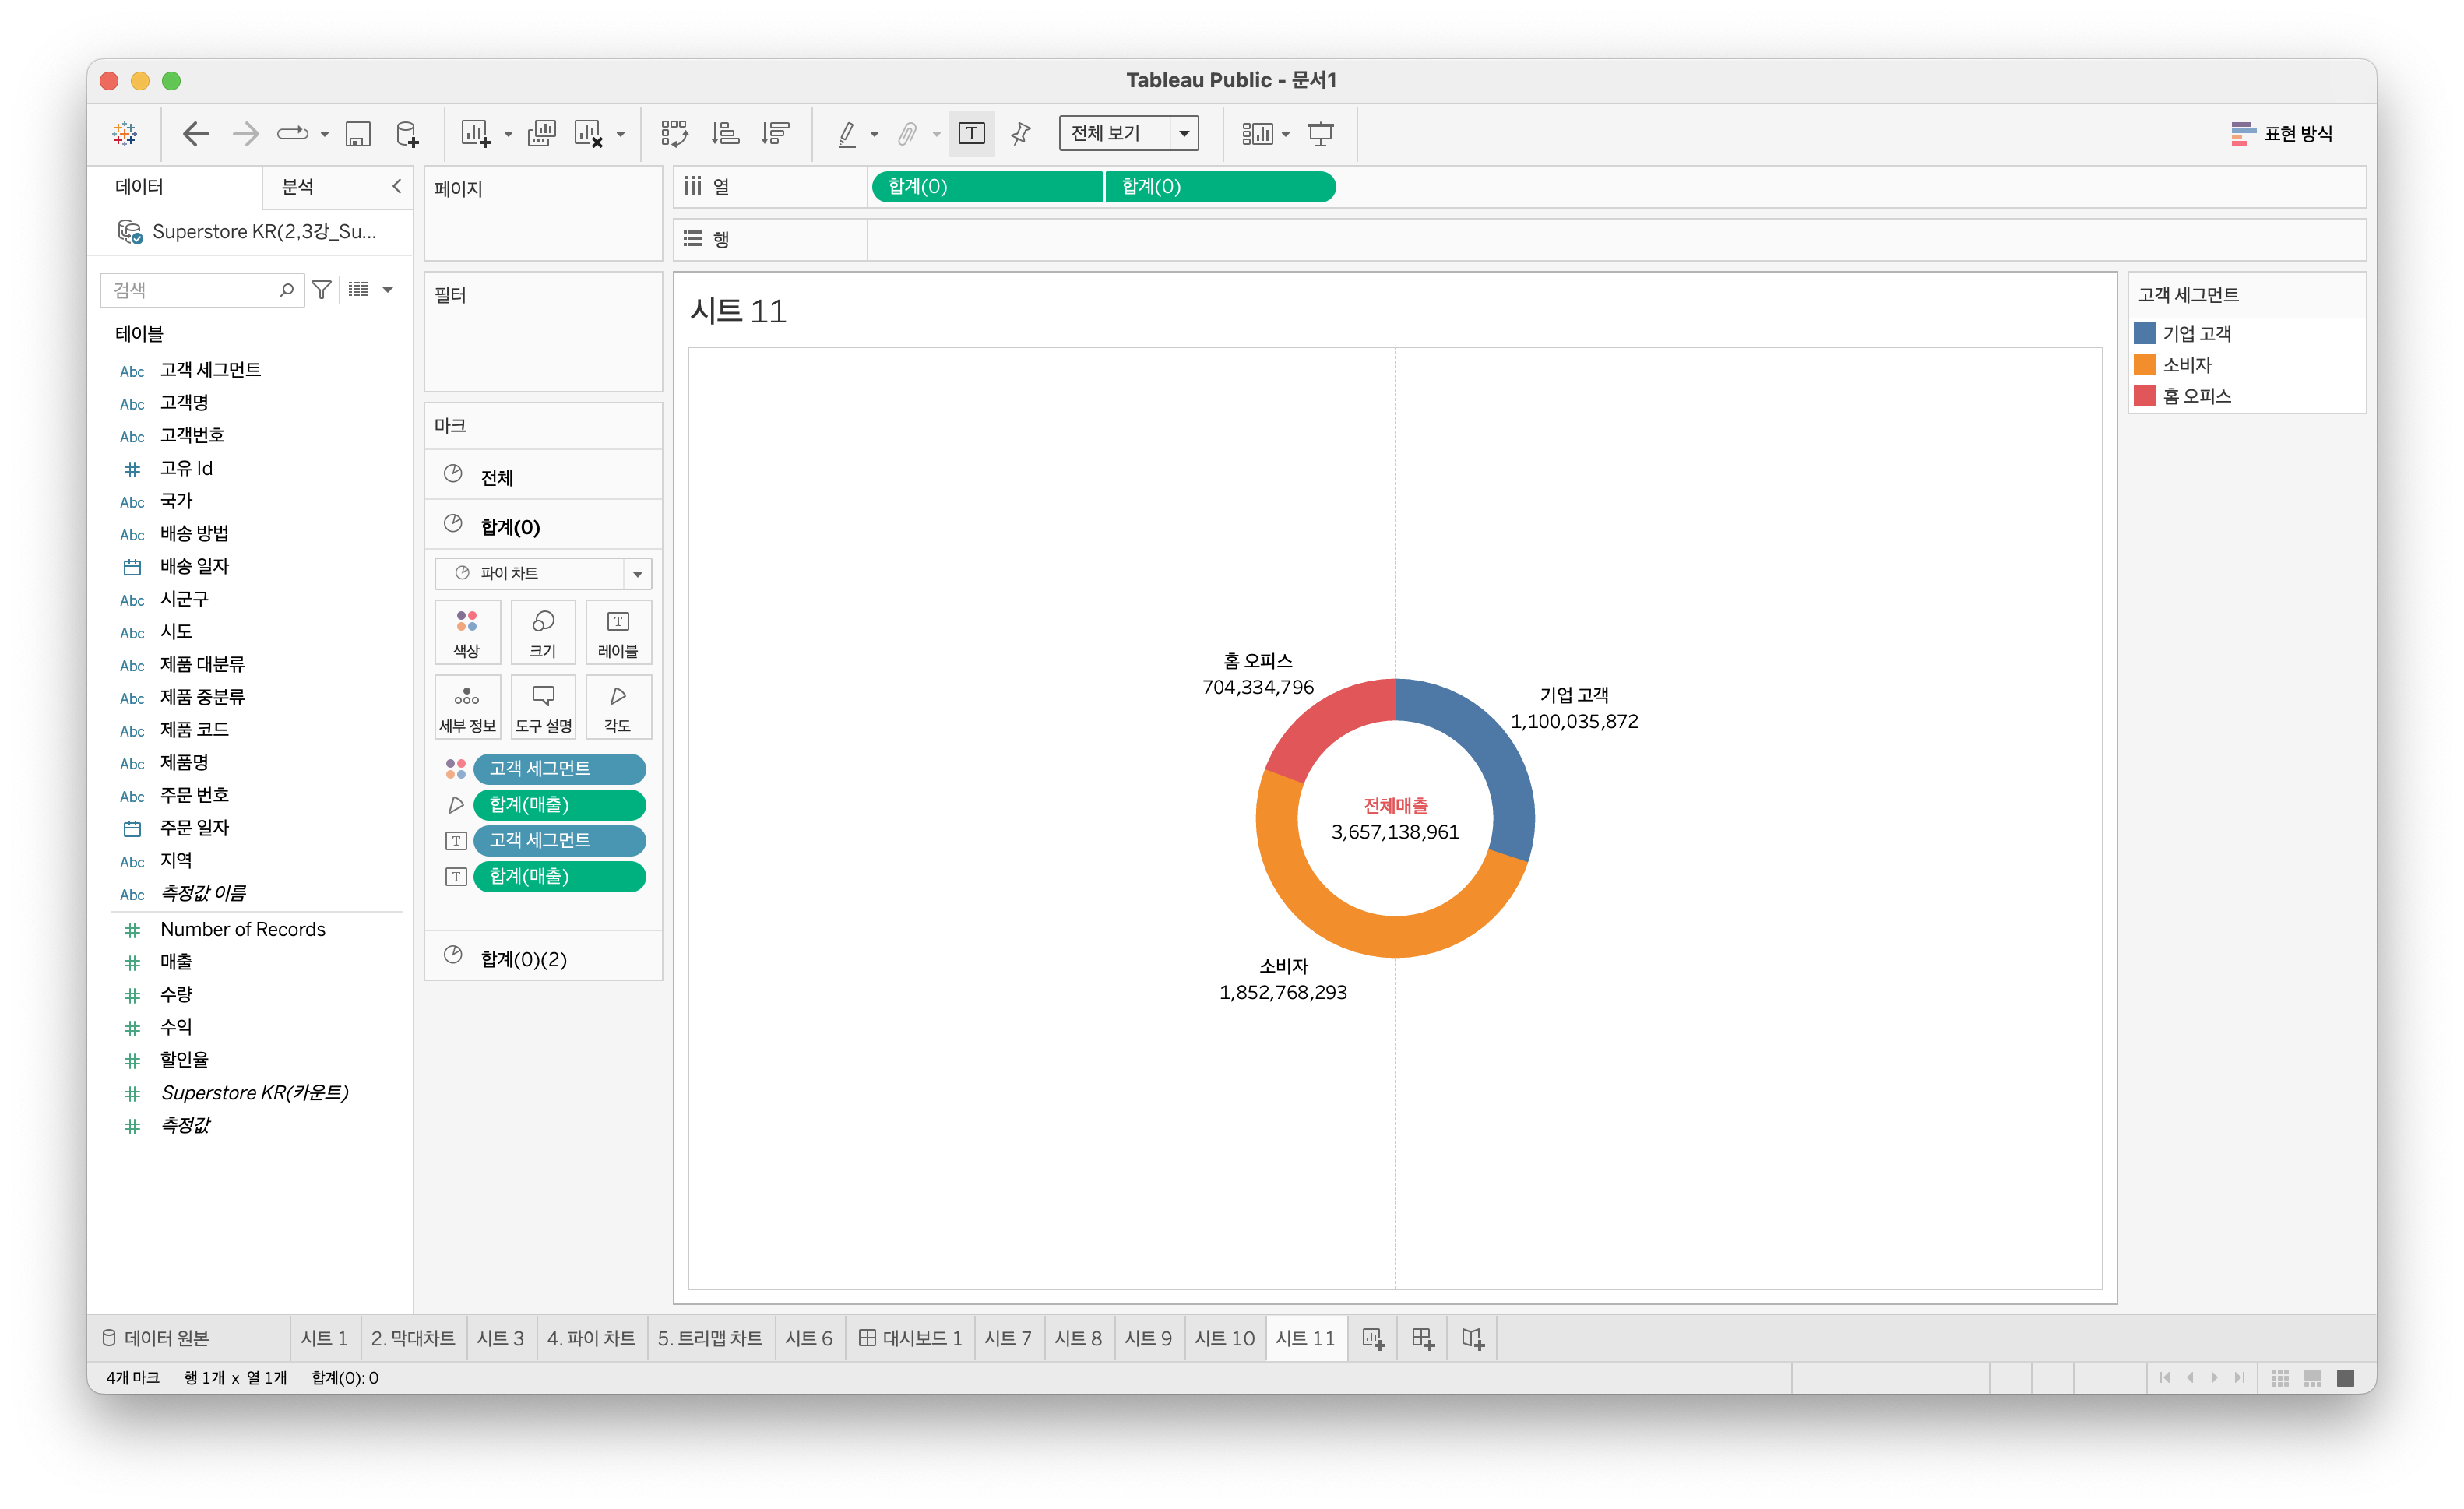 Tableau Public - 문서1
전체 보기
표현 방식
데이터
분석
Superstore KR(2,3강_Su...
검색
테이블
Abc 고객 세그먼트
Abc 고객명
Abc 고객번호
고유 Id
Abc 국가
Abc 배송 방법
배송 일자
Abc 시군구
Abc 시도
Abc 제품 대분류
Abc 제품 중분류
Abc 제품 코드
Abc 제품명
Abc 주문 번호
주문 일자
Abc 지역
Abc 측정값 이름
Number of Records
매출
수량
수익
할인율
Superstore KR(카운트)
측정값
페이지
필터
마크
전체
합계(0)
파이 차트
색상
크기
레이블
세부 정보
도구 설명
각도
고객 세그먼트
합계(매출)
고객 세그먼트
합계(매출)
합계(0)(2)
열
합계(0)
합계(0)
행
시트 11
홈 오피스
704,334,796
기업 고객
1,100,035,872
전체매출
3,657,138,961
소비자
1,852,768,293
고객 세그먼트
기업 고객
소비자
홈 오피스
데이터 원본
시트 1
2. 막대차트
시트 3
4. 파이 차트
5. 트리맵 차트
시트 6
대시보드 1
시트 7
시트 8
시트 9
시트 10
시트 11
4개 마크
행 1개 x 열 1개
합계(0): 0